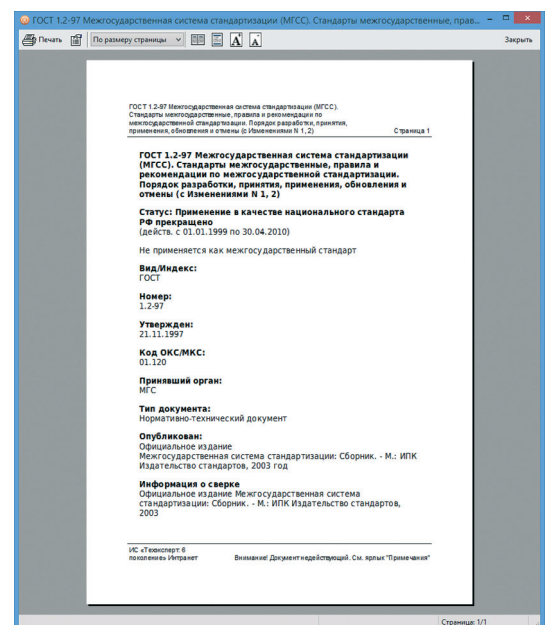 ГОСТ 1.2-97 Межгосударственная система стандартизации (МГСС). Стандарты межгосударственные, прав...
Печать По размеру страницы А А Закрыть
ГОСТ 1.2-97 Межгосударственная система стандартизации (МГСС).
Стандарты межгосударственные, правила и рекомендации по
межгосударственной стандартизации. Порядок разработки, принятия,
применения, обновления и отмены (с Изменениями N 1, 2) Страница 1
ГОСТ 1.2-97 Межгосударственная система стандартизации
(МГСС). Стандарты межгосударственные, правила и
рекомендации по межгосударственной стандартизации.
Порядок разработки, принятия, применения, обновления и
отмены (с Изменениями N 1, 2)
Статус: Применение в качестве национального стандарта
РФ прекращено
(действ. с 01.01.1999 по 30.04.2010)
Не применяется как межгосударственный стандарт
Вид/Индекс:
ГОСТ
Номер:
1.2-97
Утвержден:
21.11.1997
Код ОКС/МКС:
01.120
Принявший орган:
МГС
Тип документа:
Нормативно-технический документ
Опубликован:
Официальное издание
Межгосударственная система стандартизации: Сборник. - М.: ИПК
Издательство стандартов, 2003 год
Информация о сверке
Официальное издание Межгосударственная система
стандартизации: Сборник. - М.: ИПК Издательство стандартов,
2003
ИС «Техэксперт: 6
поколение» Интранет Внимание! Документ недействующий. См. ярлык "Примечания"
Страница: 1/1